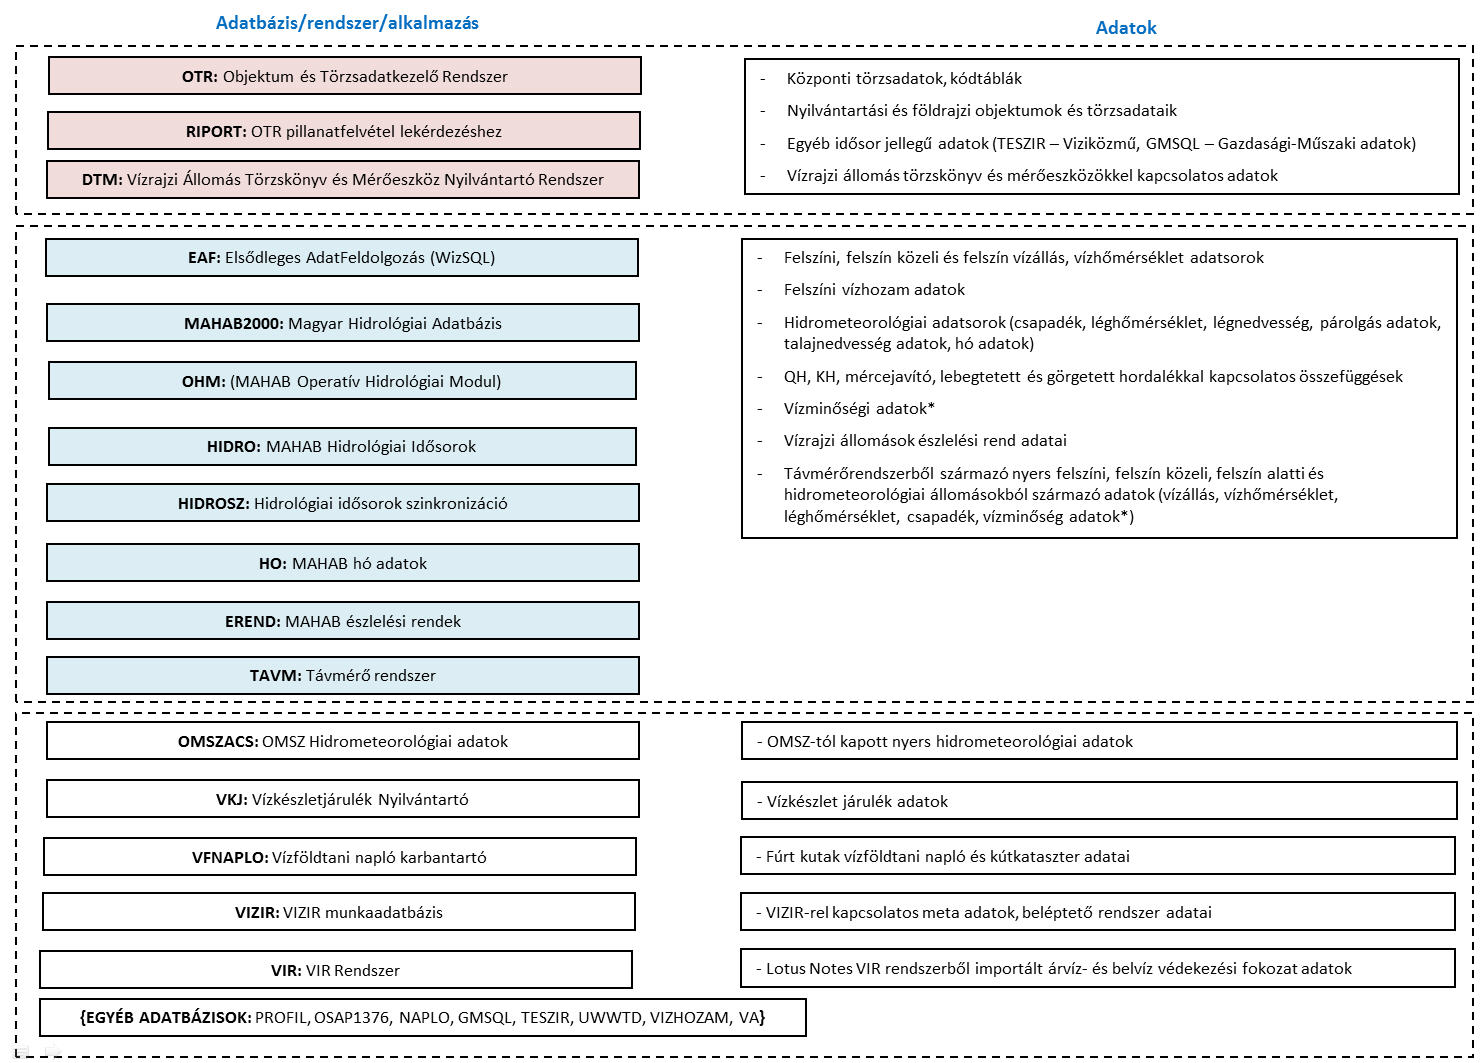 Adatbázis/rendszer/alkalmazás
Adatok
OTR: Objektum és Törzsadatkezelő Rendszer
RIPORT: OTR pillanatfelvétel lekérdezéshez
DTM: Vízrajzi Állomás Törzskönyv és Mérőeszköz Nyilvántartó Rendszer
- Központi törzsadatok, kódtáblák
- Nyilvántartási és földrajzi objektumok és törzsadataik
- Egyéb idősor jellegű adatok (TESZIR – Viziközmű, GMSQL – Gazdasági-Műszaki adatok)
- Vízrajzi állomás törzskönyv és mérőeszközökkel kapcsolatos adatok
EAF: Elsődleges AdatFeldolgozás (WizSQL)
MAHAB2000: Magyar Hidrológiai Adatbázis
OHM: (MAHAB Operatív Hidrológiai Modul)
HIDRO: MAHAB Hidrológiai Idősorok
HIDROSZ: Hidrológiai idősorok szinkronizáció
HO: MAHAB hó adatok
EREND: MAHAB észlelési rendek
TAVM: Távmérő rendszer
- Felszíni, felszín közeli és felszín vízállás, vízhőmérséklet adatsorok
- Felszíni vízhozam adatok
- Hidrometeorológiai adatsorok (csapadék, léghőmérséklet, légnedvesség, párolgás adatok,
talajnedvesség adatok, hó adatok)
- QH, KH, mércejavító, lebegtetett és görgetett hordalékkal kapcsolatos összefüggések
- Vízminőségi adatok*
- Vízrajzi állomások észlelési rend adatai
- Távmérőrendszerből származó nyers felszíni, felszín közeli, felszín alatti és
hidrometeorológiai állomásokból származó adatok (vízállás, vízhőmérséklet,
léghőmérséklet, csapadék, vízminőség adatok*)
OMSZACS: OMSZ Hidrometeorológiai adatok
- OMSZ-tól kapott nyers hidrometeorológiai adatok
VKJ: Vízkészletjárulék Nyilvántartó
- Vízkészlet járulék adatok
VFNAPLO: Vízföldtani napló karbantartó
- Fúrt kutak vízföldtani napló és kútkataszter adatai
VIZIR: VIZIR munkaadatbázis
- VIZIR-rel kapcsolatos meta adatok, beléptető rendszer adatai
VIR: VIR Rendszer
- Lotus Notes VIR rendszerből importált árvíz- és belvíz védekezési fokozat adatok
{EGYÉB ADATBÁZISOK: PROFIL, OSAP1376, NAPLO, GMSQL, TESZIR, UWWTD, VIZHOZAM, VA}